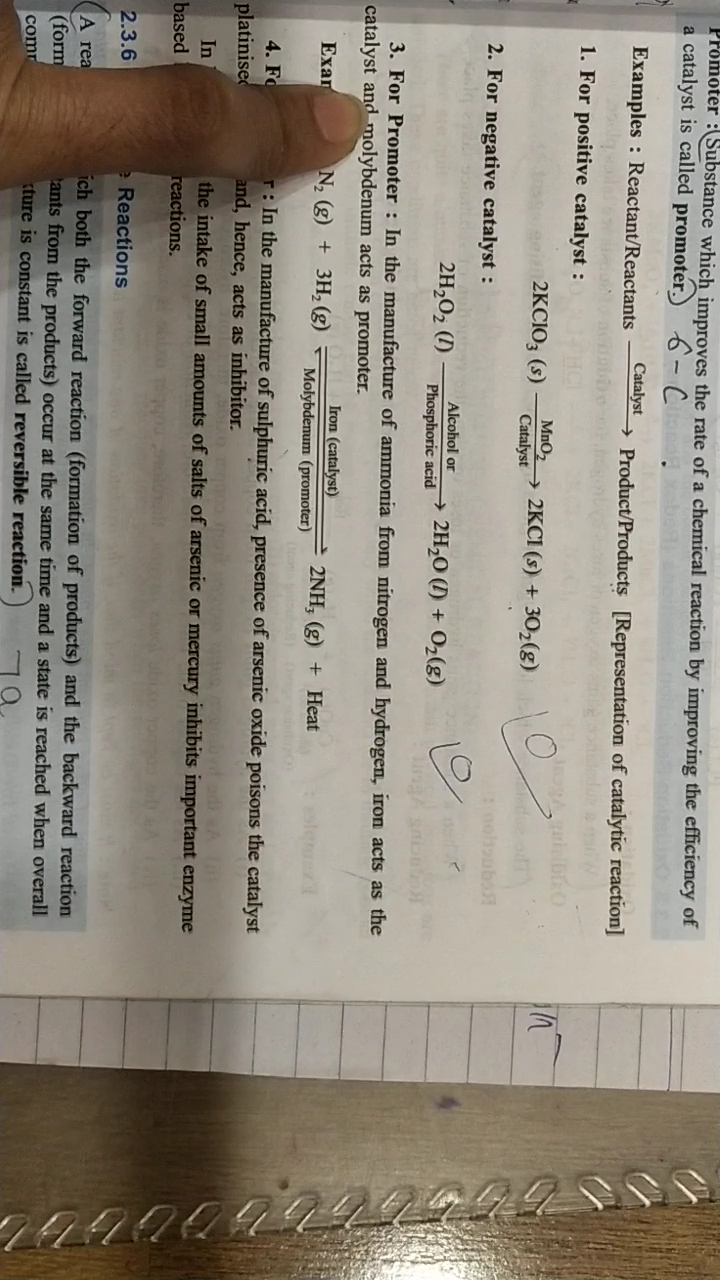 Promoter : (Substance which improves the rate of a chemical reaction by improving the efficiency of
a catalyst is called promoter.) 6-C
Examples : Reactant/Reactants —Catalyst→ Product/Products [Representation of catalytic reaction]
1. For positive catalyst :
2KClO₃ (s) —MnO₂ Catalyst→ 2KCl (s) + 3O₂ (g)
2. For negative catalyst :
2H₂O₂ (l) —Alcohol or Phosphoric acid→ 2H₂O (l) + O₂(g)
3. For Promoter : In the manufacture of ammonia from nitrogen and hydrogen, iron acts as the
catalyst and molybdenum acts as promoter.
N₂ (g) + 3H₂ (g) ⇌ Iron (catalyst) Molybdenum (promoter) 2NH₃ (g) + Heat
4. : In the manufacture of sulphuric acid, presence of arsenic oxide poisons the catalyst
and, hence, acts as inhibitor.
In the intake of small amounts of salts of arsenic or mercury inhibits important enzyme
based reactions.
2.3.6 Reactions
(A both the forward reaction (formation of products) and the backward reaction
(from the products) occur at the same time and a state is reached when overall
is constant is called reversible reaction.) 7a